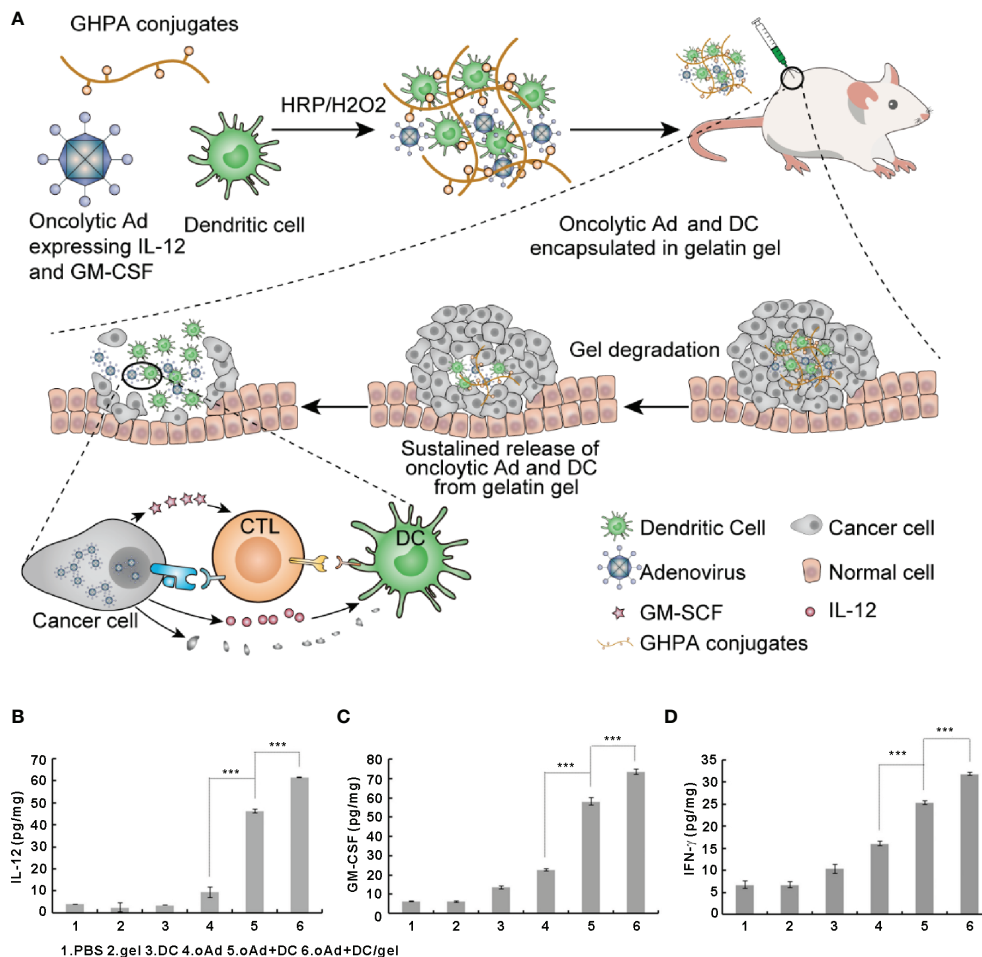 A
GHPA conjugates
HRP/H2O2
Oncolytic Ad
expressing IL-12
and GM-CSF
Dendritic cell
Oncolytic Ad and DC
encapsulated in gelatin gel
Gel degradation
Sustalined release of
oncloytic Ad and DC
from gelatin gel
CTL
DC
Cancer cell
Dendritic Cell
Cancer cell
Adenovirus
Normal cell
GM-SCF
IL-12
GHPA conjugates
B
IL-12 (pg/mg)
70
60
50
40
30
20
10
0
***
***
1 2 3 4 5 6
C
GM-CSF (pg/mg)
90
80
70
60
50
40
30
20
10
0
***
***
1 2 3 4 5 6
D
IFN-γ (pg/mg)
35
30
25
20
15
10
5
0
***
***
1 2 3 4 5 6
1.PBS 2.gel 3.DC 4.oAd 5.oAd+DC 6.oAd+DC/gel